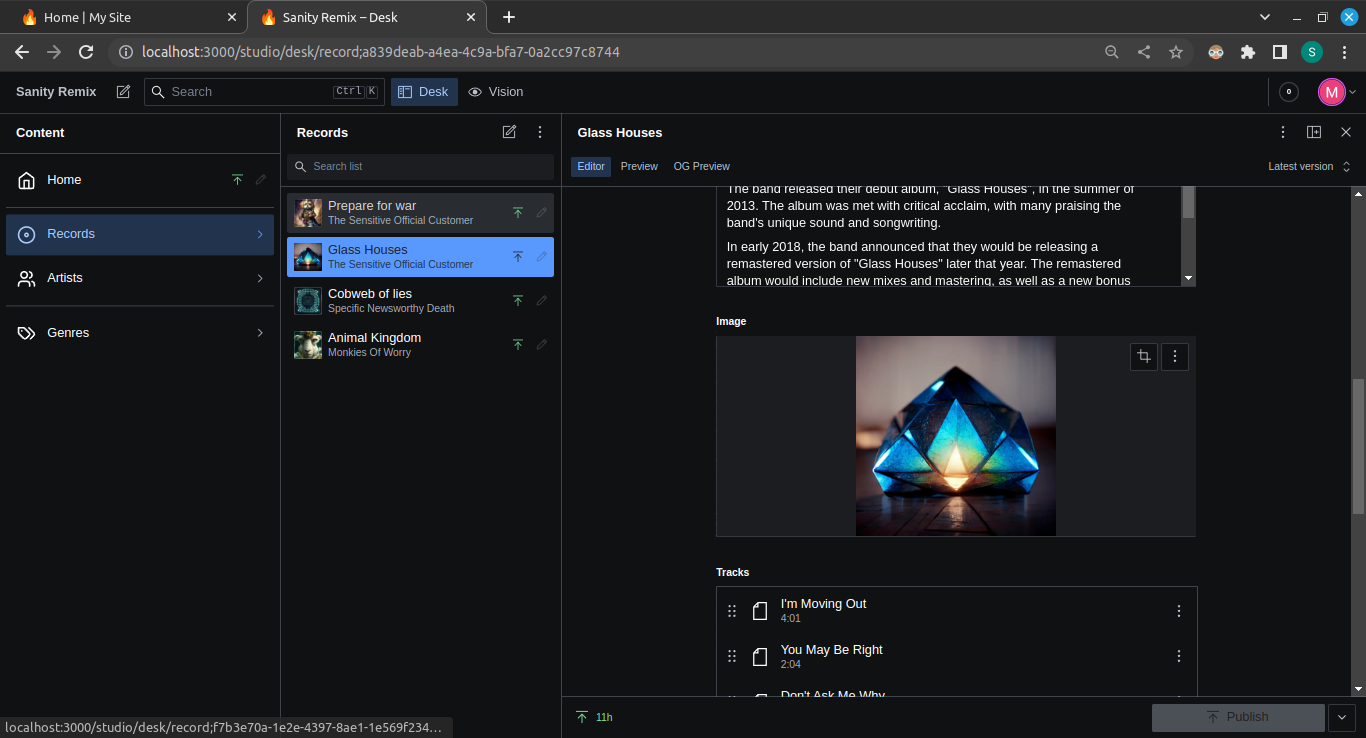 Home | My Site
Sanity Remix – Desk
localhost:3000/studio/desk/record;a839deab-a4ea-4c9a-bfa7-0a2cc97c8744
S
Sanity Remix
Search
Ctrl K
Desk
Vision
0
M
Content
Home
Records
Artists
Genres
Records
Search list
Prepare for war
The Sensitive Official Customer
Glass Houses
The Sensitive Official Customer
Cobweb of lies
Specific Newsworthy Death
Animal Kingdom
Monkies Of Worry
Glass Houses
Editor
Preview
OG Preview
Latest version
The band released their debut album, "Glass Houses", in the summer of
2013. The album was met with critical acclaim, with many praising the
band's unique sound and songwriting.
In early 2018, the band announced that they would be releasing a
remastered version of "Glass Houses" later that year. The remastered
album would include new mixes and mastering, as well as a new bonus
Image
Tracks
I'm Moving Out
4:01
You May Be Right
2:04
Don't Ask Me Why
11h
Publish
localhost:3000/studio/desk/record;f7b3e70a-1e2e-4397-8ae1-1e569f234…